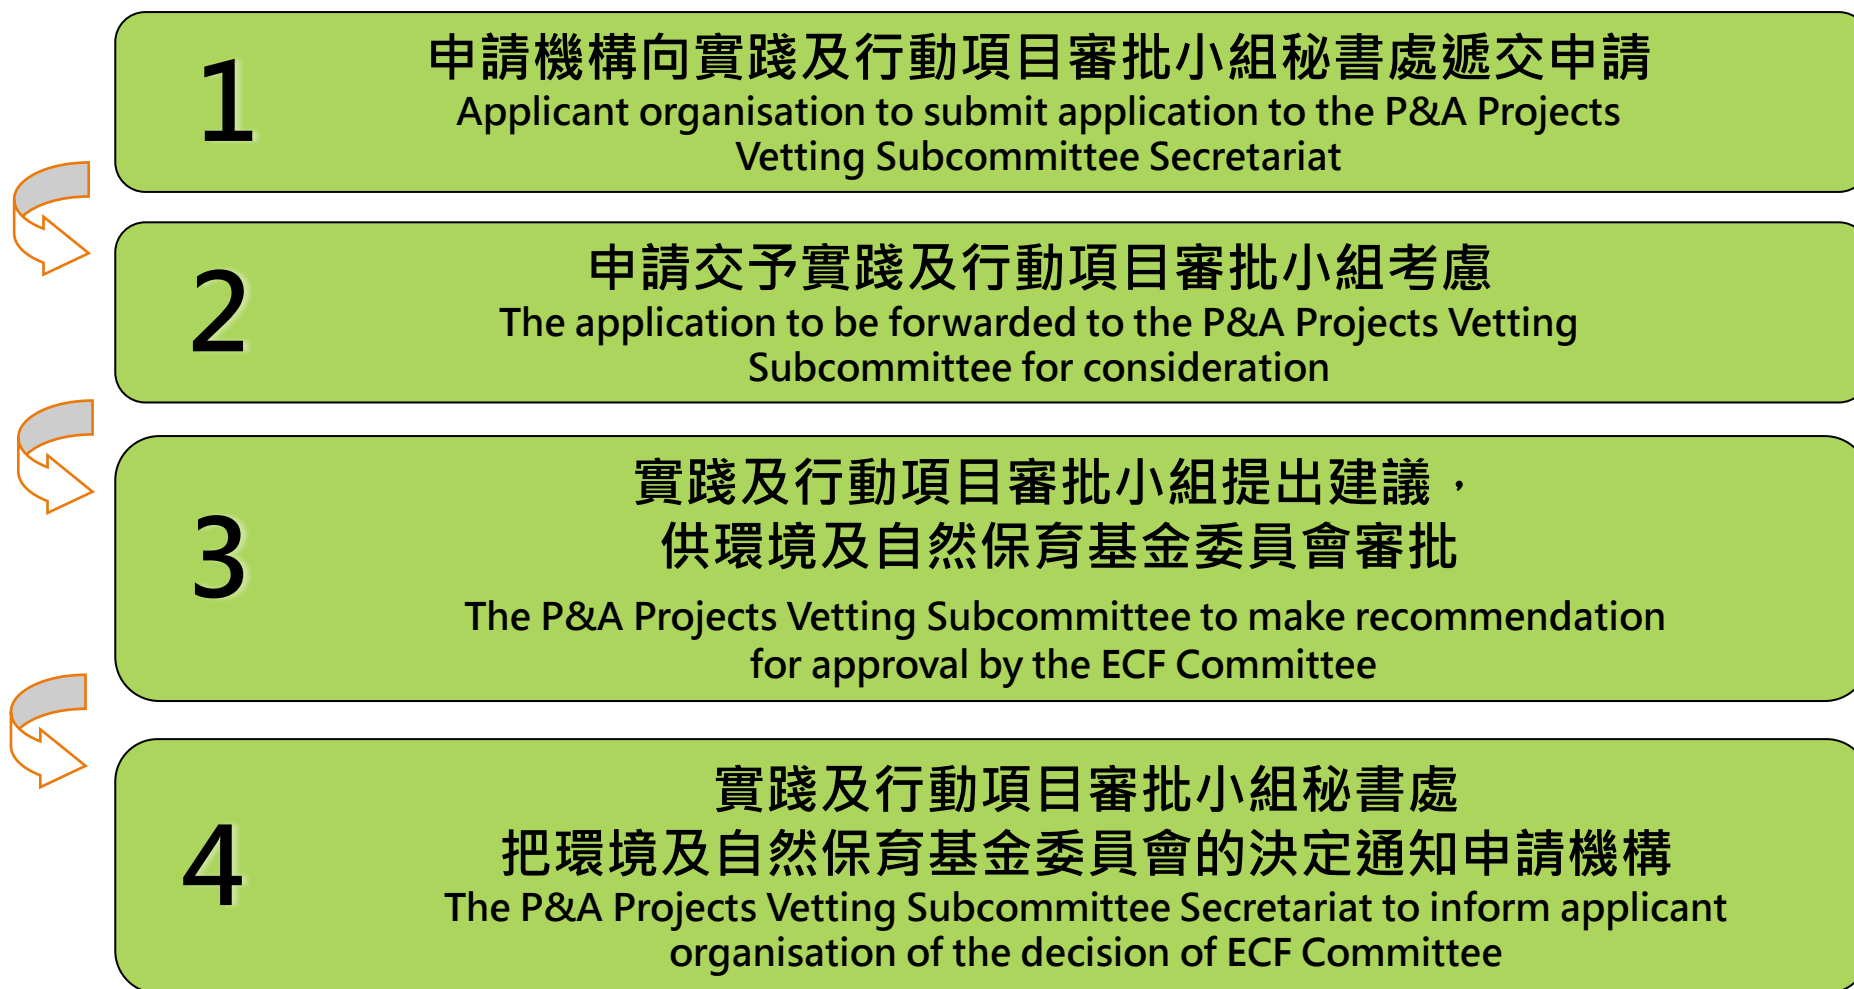 1
申請機構向實踐及行動項目審批小組秘書處遞交申請
Applicant organisation to submit application to the P&A Projects
Vetting Subcommittee Secretariat
2
申請交予實踐及行動項目審批小組考慮
The application to be forwarded to the P&A Projects Vetting
Subcommittee for consideration
3
實踐及行動項目審批小組提出建議，
供環境及自然保育基金委員會審批
The P&A Projects Vetting Subcommittee to make recommendation
for approval by the ECF Committee
4
實踐及行動項目審批小組秘書處
把環境及自然保育基金委員會的決定通知申請機構
The P&A Projects Vetting Subcommittee Secretariat to inform applicant
organisation of the decision of ECF Committee